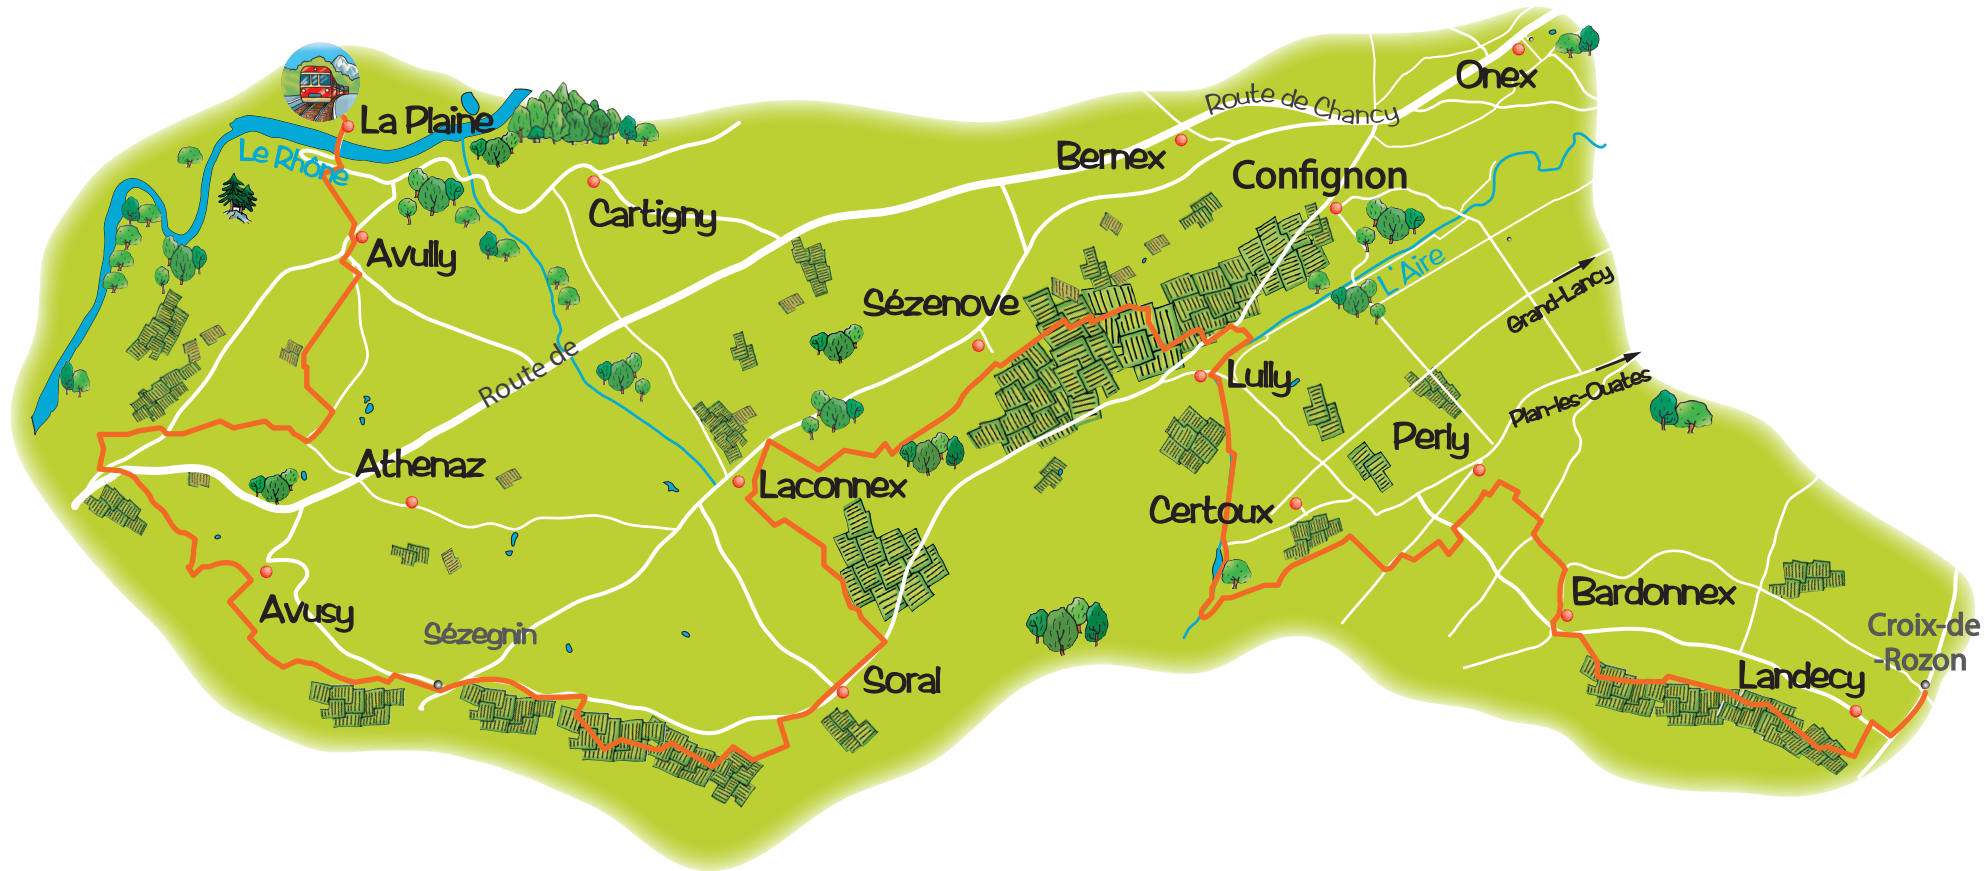 Onex
Route de Chancy
La Plaine
Le Rhône
Bernex
Confignon
Cartigny
Avully
L'Aire
Grand-Lancy
Sézenove
Route de
Lully
Plan-les-Ouates
Perly
Athenaz
Laconnex
Certoux
Bardonnex
Avusy
Sézegnin
Croix-de
-Rozon
Soral
Landecy